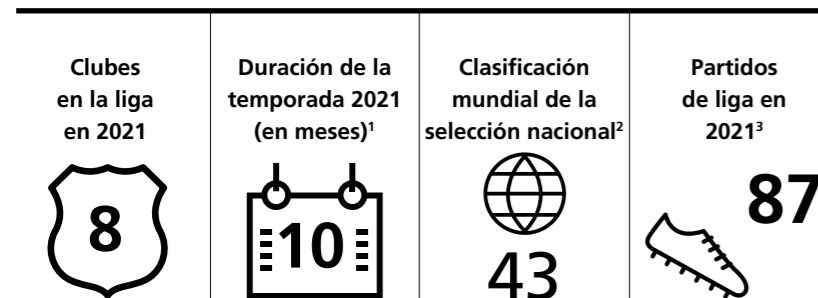 Clubes
en la liga
en 2021
8
Duración de la
temporada 2021
(en meses)¹
10
Clasificación
mundial de la
selección nacional²
43
Partidos
de liga en
2021³
87